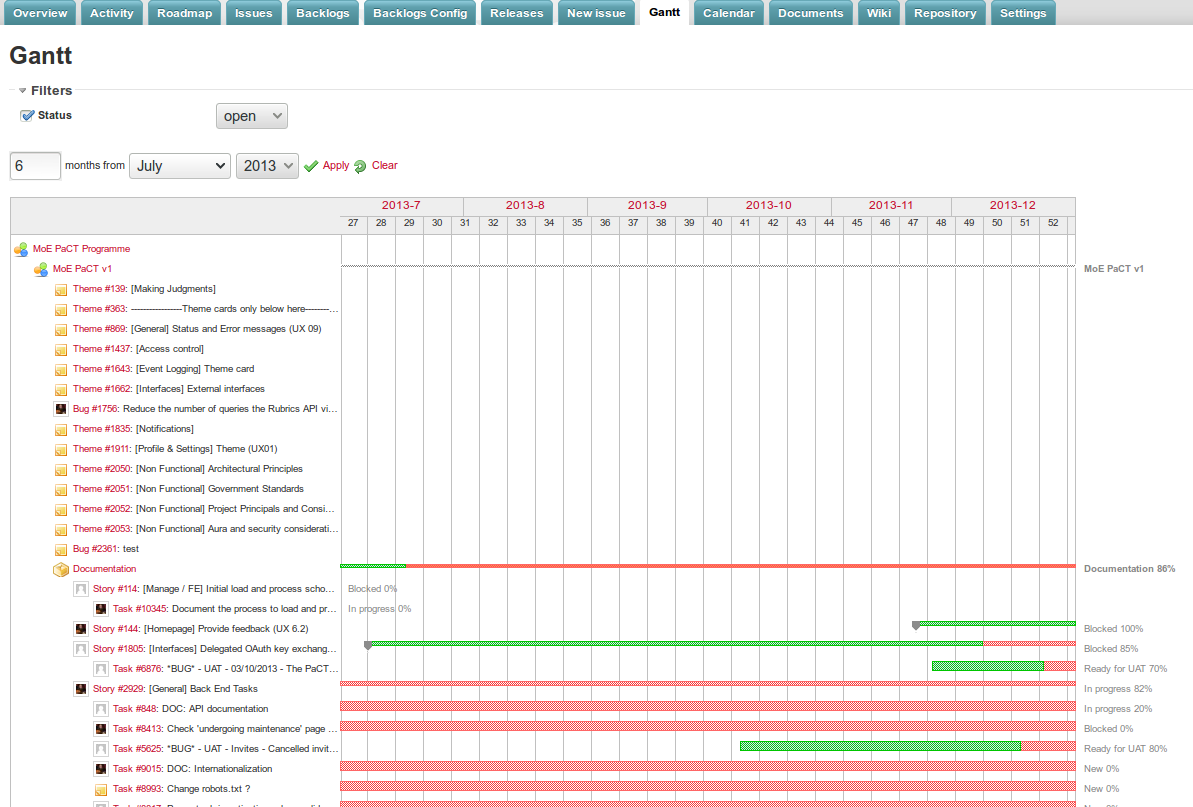 Overview Activity Roadmap Issues Backlogs Backlogs Config Releases New issue Gantt Calendar Documents Wiki Repository Settings
Gantt
Filters
Status open
6 months from July 2013 Apply Clear
2013-7 2013-8 2013-9 2013-10 2013-11 2013-12
27 28 29 30 31 32 33 34 35 36 37 38 39 40 41 42 43 44 45 46 47 48 49 50 51 52
MoE PaCT Programme
MoE PaCT v1 MoE PaCT v1
Theme #139: [Making Judgments]
Theme #363: -----------------Theme cards only below here---------...
Theme #869: [General] Status and Error messages (UX 09)
Theme #1437: [Access control]
Theme #1643: [Event Logging] Theme card
Theme #1662: [Interfaces] External interfaces
Bug #1756: Reduce the number of queries the Rubrics API vi...
Theme #1835: [Notifications]
Theme #1911: [Profile & Settings] Theme (UX01)
Theme #2050: [Non Functional] Architectural Principles
Theme #2051: [Non Functional] Government Standards
Theme #2052: [Non Functional] Project Principals and Consi...
Theme #2053: [Non Functional] Aura and security considerati...
Bug #2361: test
Documentation Documentation 86%
Story #114: [Manage / FE] Initial load and process scho... Blocked 0%
Task #10345: Document the process to load and pr... In progress 0%
Story #144: [Homepage] Provide feedback (UX 6.2) Blocked 100%
Story #1805: [Interfaces] Delegated OAuth key exchang... Blocked 85%
Task #6876: *BUG* - UAT - 03/10/2013 - The PaCT... Ready for UAT 70%
Story #2929: [General] Back End Tasks In progress 82%
Task #848: DOC: API documentation In progress 20%
Task #8413: Check 'undergoing maintenance' page ... Blocked 0%
Task #5625: *BUG* - UAT - Invites - Cancelled invit... Ready for UAT 80%
Task #9015: DOC: Internationalization New 0%
Task #8993: Change robots.txt ? New 0%